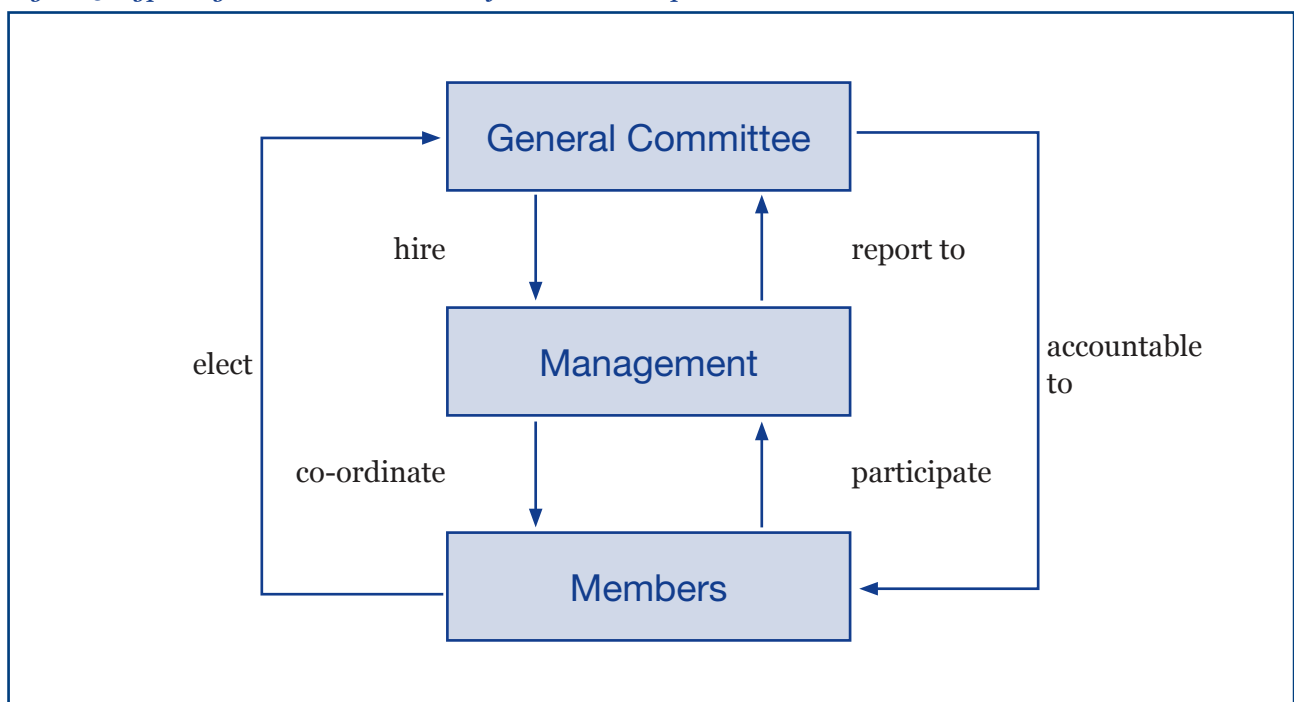 General Committee
hire
report to
elect
Management
accountable
to
co-ordinate
participate
Members